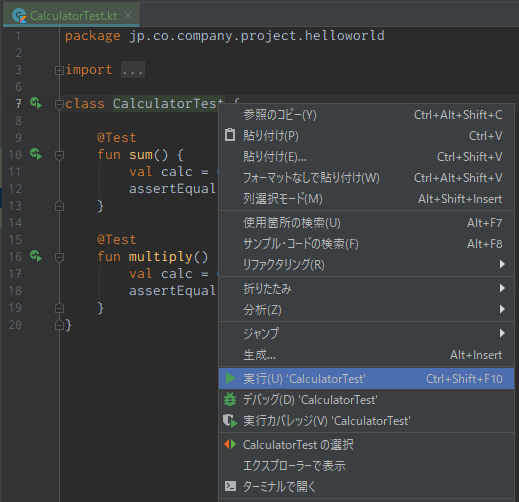 CalculatorTest.kt
1 package jp.co.company.project.helloworld
2
3 import ...
6
7 class CalculatorTest {
8
9 @Test
10 fun sum() {
11 val calc =
12 assertEqual
13 }
14
15 @Test
16 fun multiply()
17 val calc =
18 assertEqual
19 }
20 }
参照のコピー(Y) Ctrl+Alt+Shift+C
貼り付け(P) Ctrl+V
貼り付け(E)... Ctrl+Shift+V
フォーマットなしで貼り付け(W) Ctrl+Alt+Shift+V
列選択モード(M) Alt+Shift+Insert
使用箇所の検索(U) Alt+F7
サンプル・コードの検索(F) Alt+F8
リファクタリング(R)
折りたたみ
分析(Z)
ジャンプ
生成... Alt+Insert
実行(U) 'CalculatorTest' Ctrl+Shift+F10
デバッグ(D) 'CalculatorTest'
実行カバレッジ(V) 'CalculatorTest'
CalculatorTest の選択
エクスプローラーで表示
ターミナルで開く